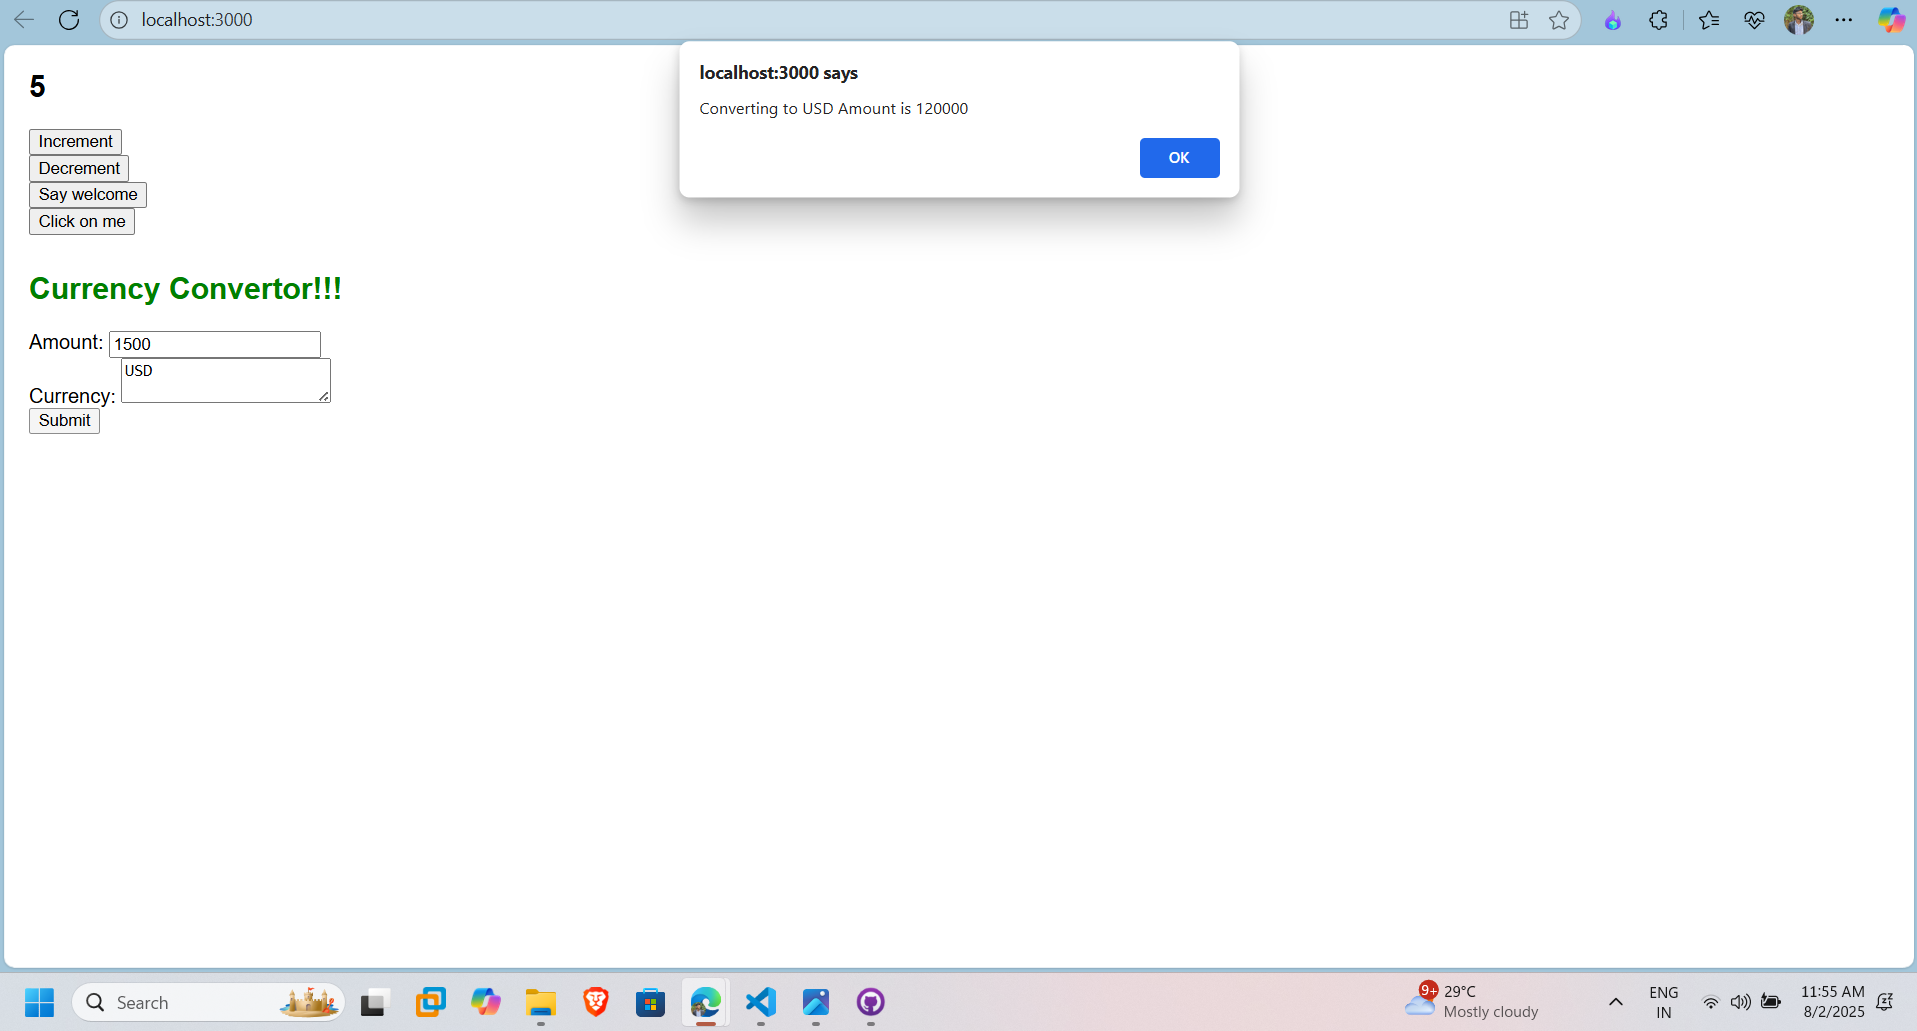 localhost:3000
localhost:3000 says
Converting to USD Amount is 120000
OK
5
Increment
Decrement
Say welcome
Click on me
Currency Convertor!!!
Amount: 1500
Currency: USD
Submit
Search
9+
29°C
Mostly cloudy
ENG
IN
11:55 AM
8/2/2025